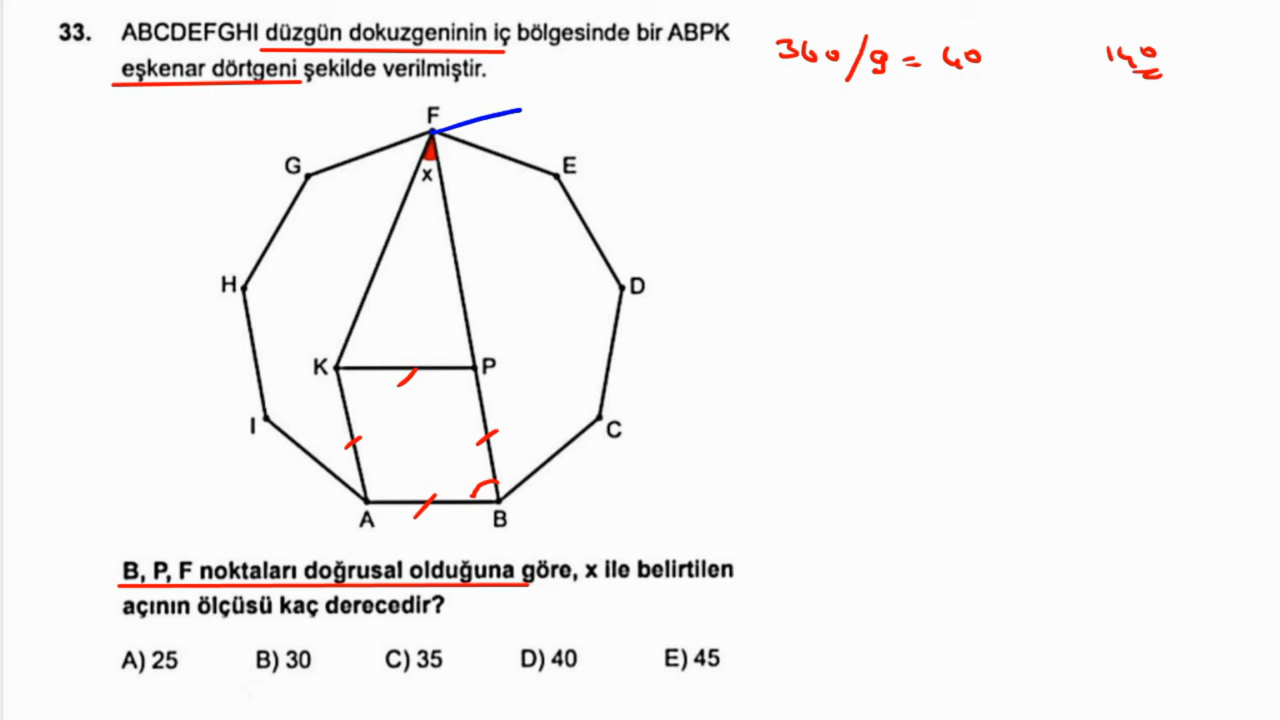 33. ABCDEFGHI düzgün dokuzgeninin iç bölgesinde bir ABPK
eşkenar dörtgeni şekilde verilmiştir.
360/9 = 40 140
F
G E
x
H D
K P
I C
A B
B, P, F noktaları doğrusal olduğuna göre, x ile belirtilen
açının ölçüsü kaç derecedir?
A) 25 B) 30 C) 35 D) 40 E) 45